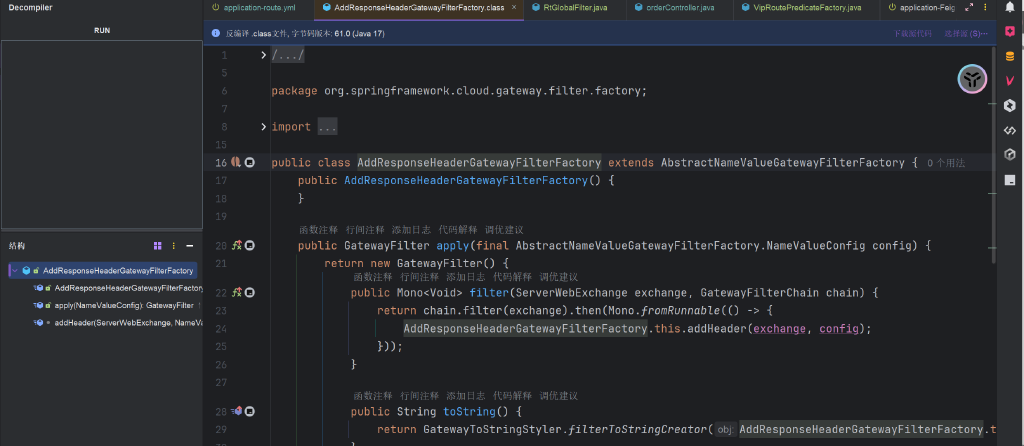 Decompiler
application-route.yml
AddResponseHeaderGatewayFilterFactory.class ×
RtGlobalFilter.java
orderController.java
VipRoutePredicateFactory.java
application-Feig
RUN
反编译 .class文件, 字节码版本: 61.0 (Java 17)
下载源代码 选择源 (S)...
1 /.../
5
6 package org.springframework.cloud.gateway.filter.factory;
7
8 import ...
15
16 public class AddResponseHeaderGatewayFilterFactory extends AbstractNameValueGatewayFilterFactory { 0 个用法
17 public AddResponseHeaderGatewayFilterFactory() {
18 }
19
函数注释 行间注释 添加日志 代码解释 调优建议
20 public GatewayFilter apply(final AbstractNameValueGatewayFilterFactory.NameValueConfig config) {
21 return new GatewayFilter() {
函数注释 行间注释 添加日志 代码解释 调优建议
22 public Mono<Void> filter(ServerWebExchange exchange, GatewayFilterChain chain) {
23 return chain.filter(exchange).then(Mono.fromRunnable(() -> {
24 AddResponseHeaderGatewayFilterFactory.this.addHeader(exchange, config);
25 }));
26 }
27
函数注释 行间注释 添加日志 代码解释 调优建议
28 public String toString() {
29 return GatewayToStringStyler.filterToStringCreator( obj: AddResponseHeaderGatewayFilterFactory.t
结构
AddResponseHeaderGatewayFilterFactory
AddResponseHeaderGatewayFilterFactory
apply(NameValueConfig): GatewayFilter
addHeader(ServerWebExchange, NameVa